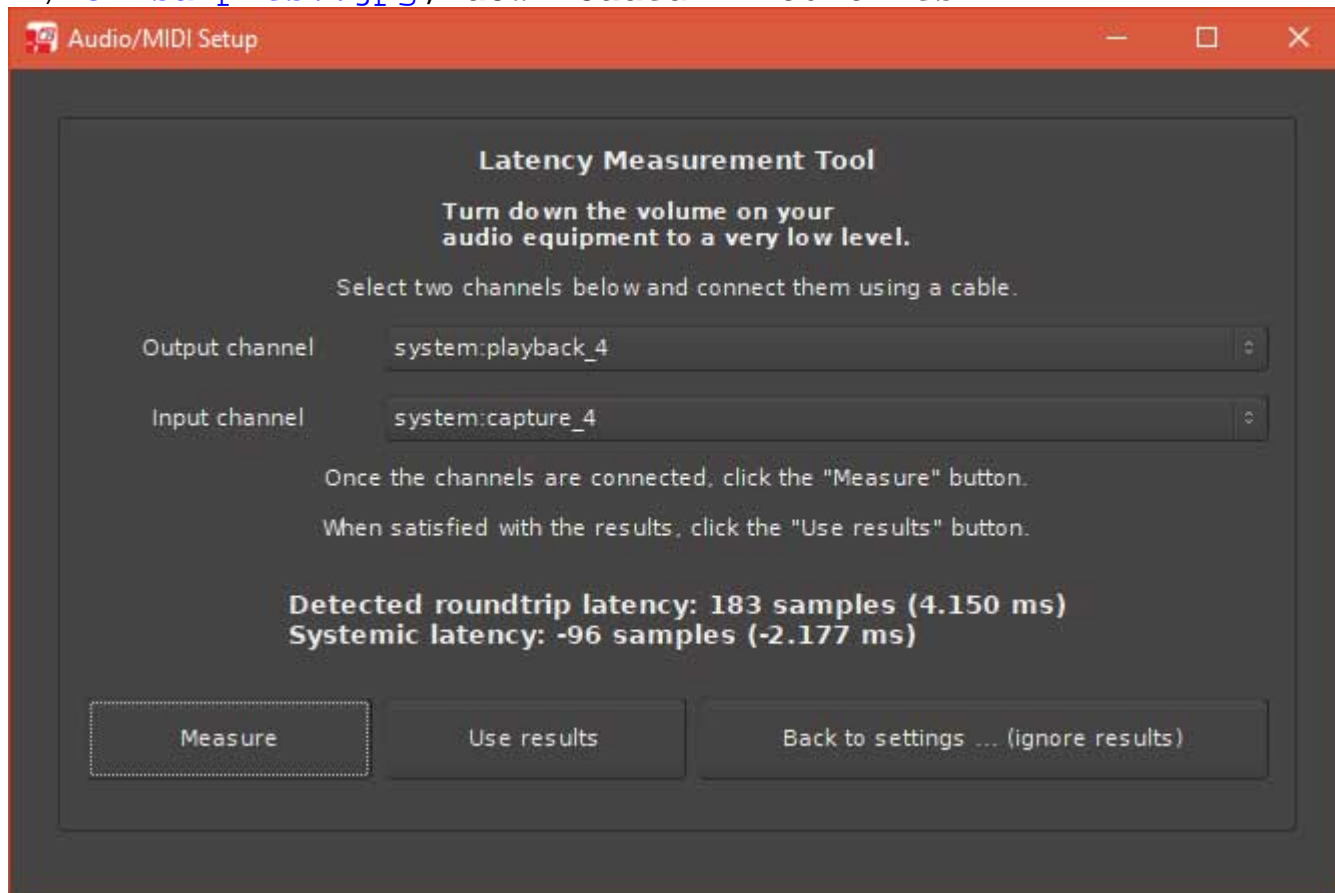 Audio/MIDI Setup
Latency Measurement Tool
Turn down the volume on your
audio equipment to a very low level.
Select two channels below and connect them using a cable.
Output channel system:playback_4
Input channel system:capture_4
Once the channels are connected, click the "Measure" button.
When satisfied with the results, click the "Use results" button.
Detected roundtrip latency: 183 samples (4.150 ms)
Systemic latency: -96 samples (-2.177 ms)
Measure Use results Back to settings ... (ignore results)